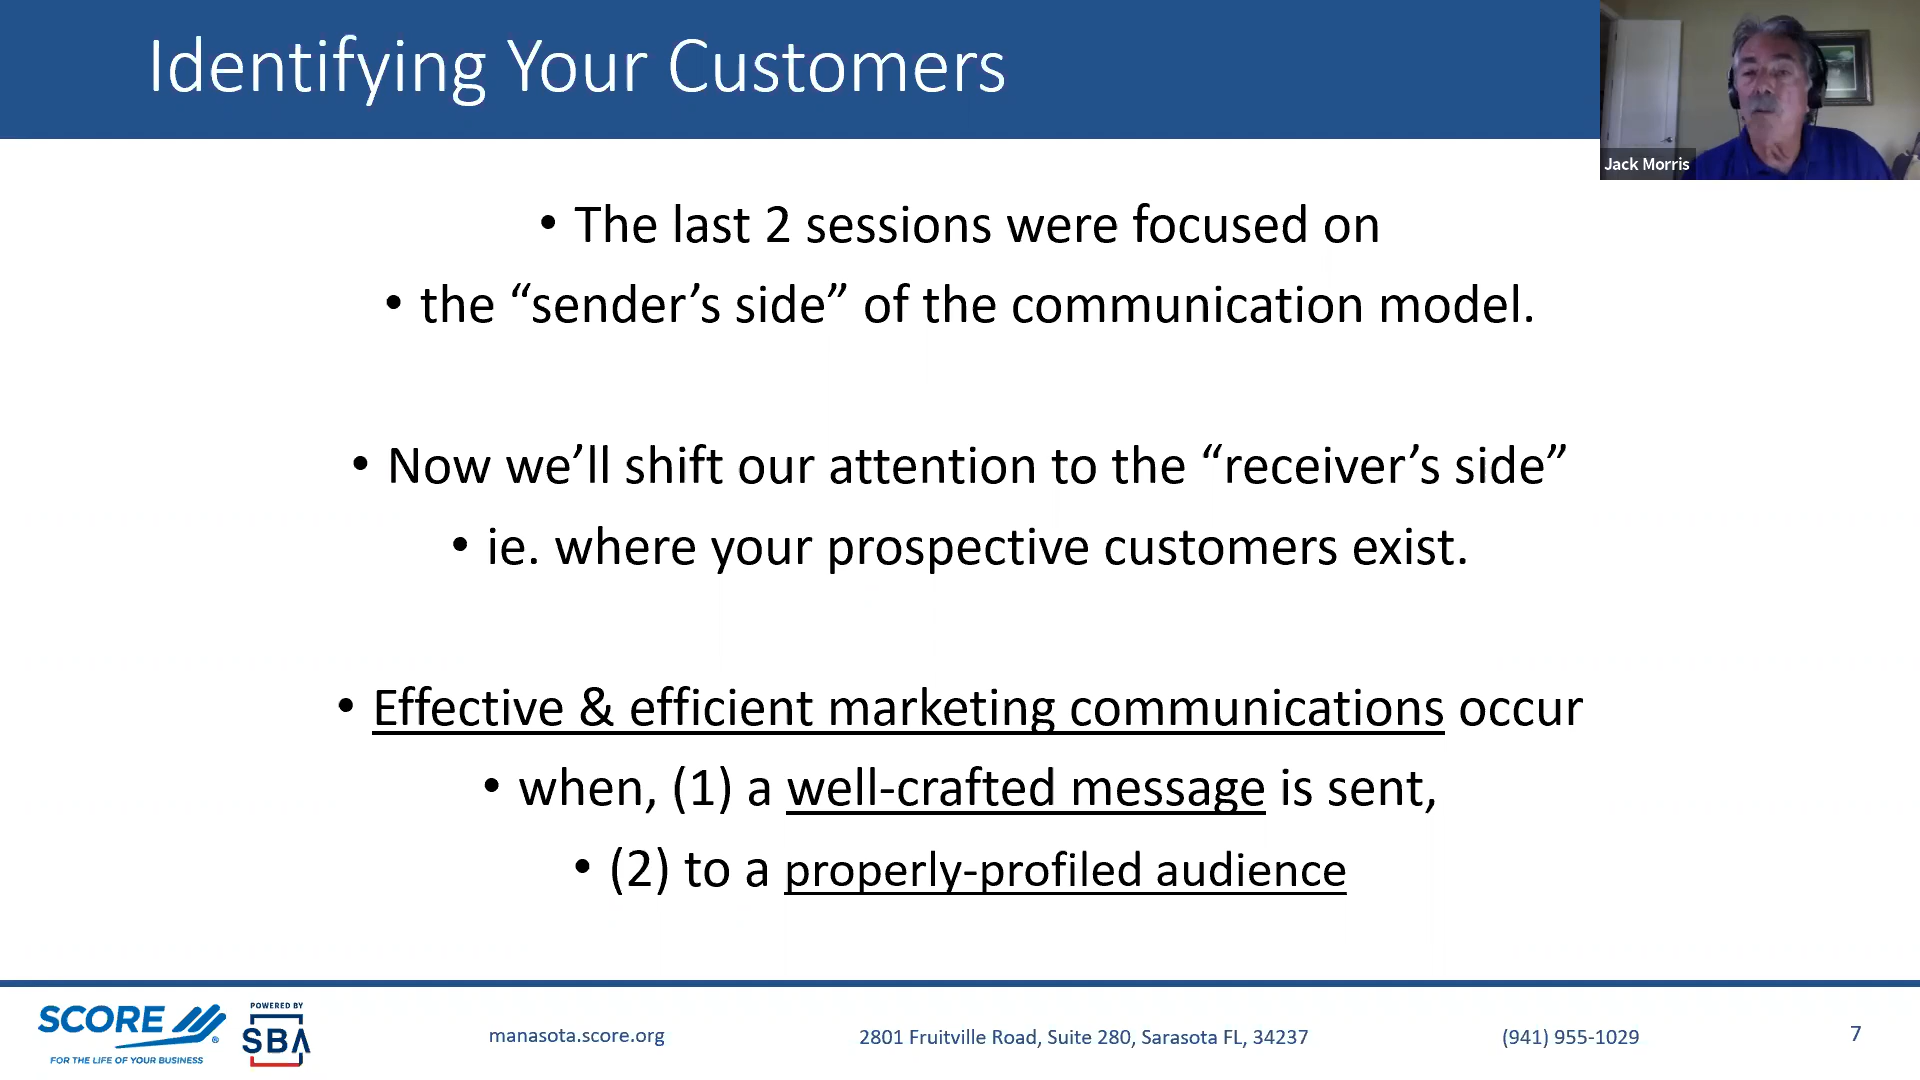 Identifying Your Customers
Jack Morris
• The last 2 sessions were focused on
• the “sender’s side” of the communication model.
• Now we’ll shift our attention to the “receiver’s side”
• ie. where your prospective customers exist.
• Effective & efficient marketing communications occur
• when, (1) a well-crafted message is sent,
• (2) to a properly-profiled audience
SCORE ®
FOR THE LIFE OF YOUR BUSINESS
POWERED BY
SBA
manasota.score.org
2801 Fruitville Road, Suite 280, Sarasota FL, 34237
(941) 955-1029
7